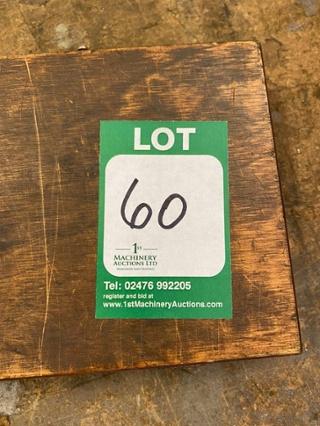 LOT
60
1st
MACHINERY
AUCTIONS LTD
Tel: 02476 992205
register and bid at
www.1stMachineryAuctions.com